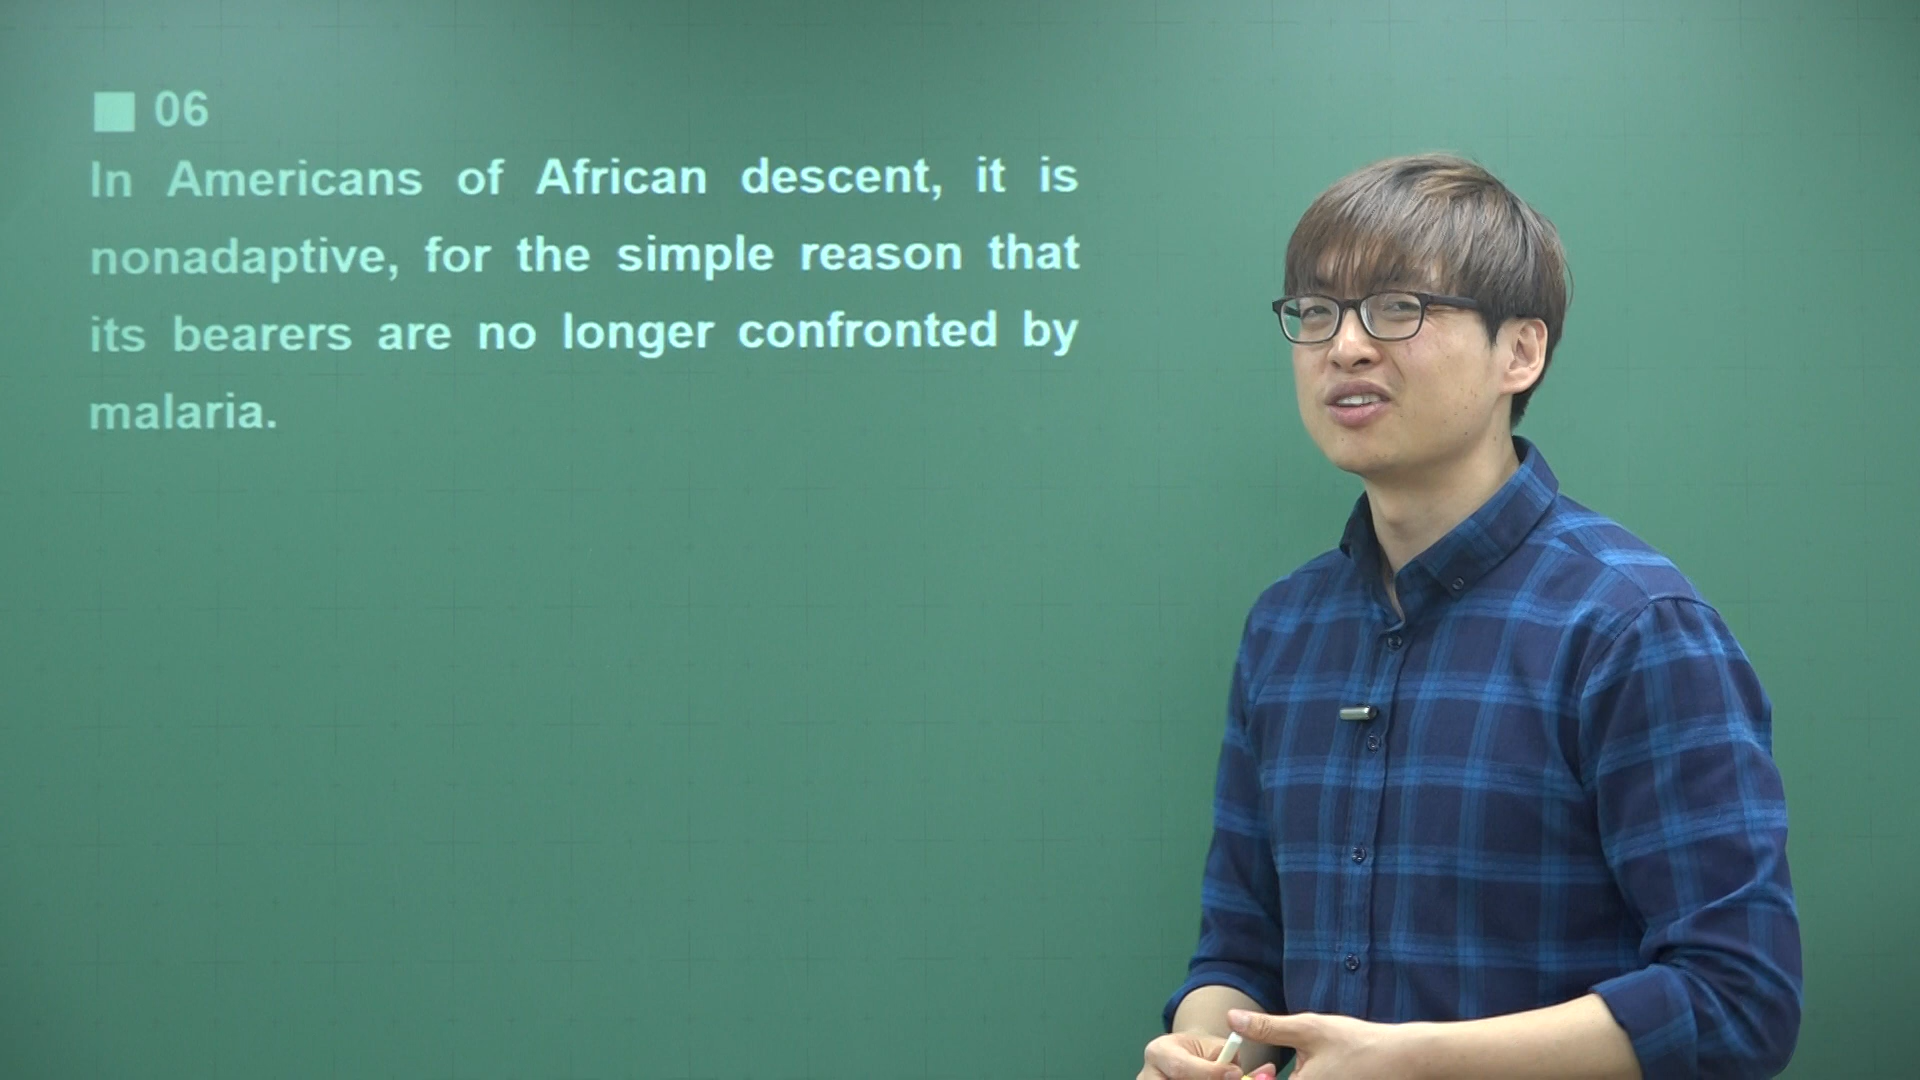 ■ 06
In Americans of African descent, it is
nonadaptive, for the simple reason that
its bearers are no longer confronted by
malaria.